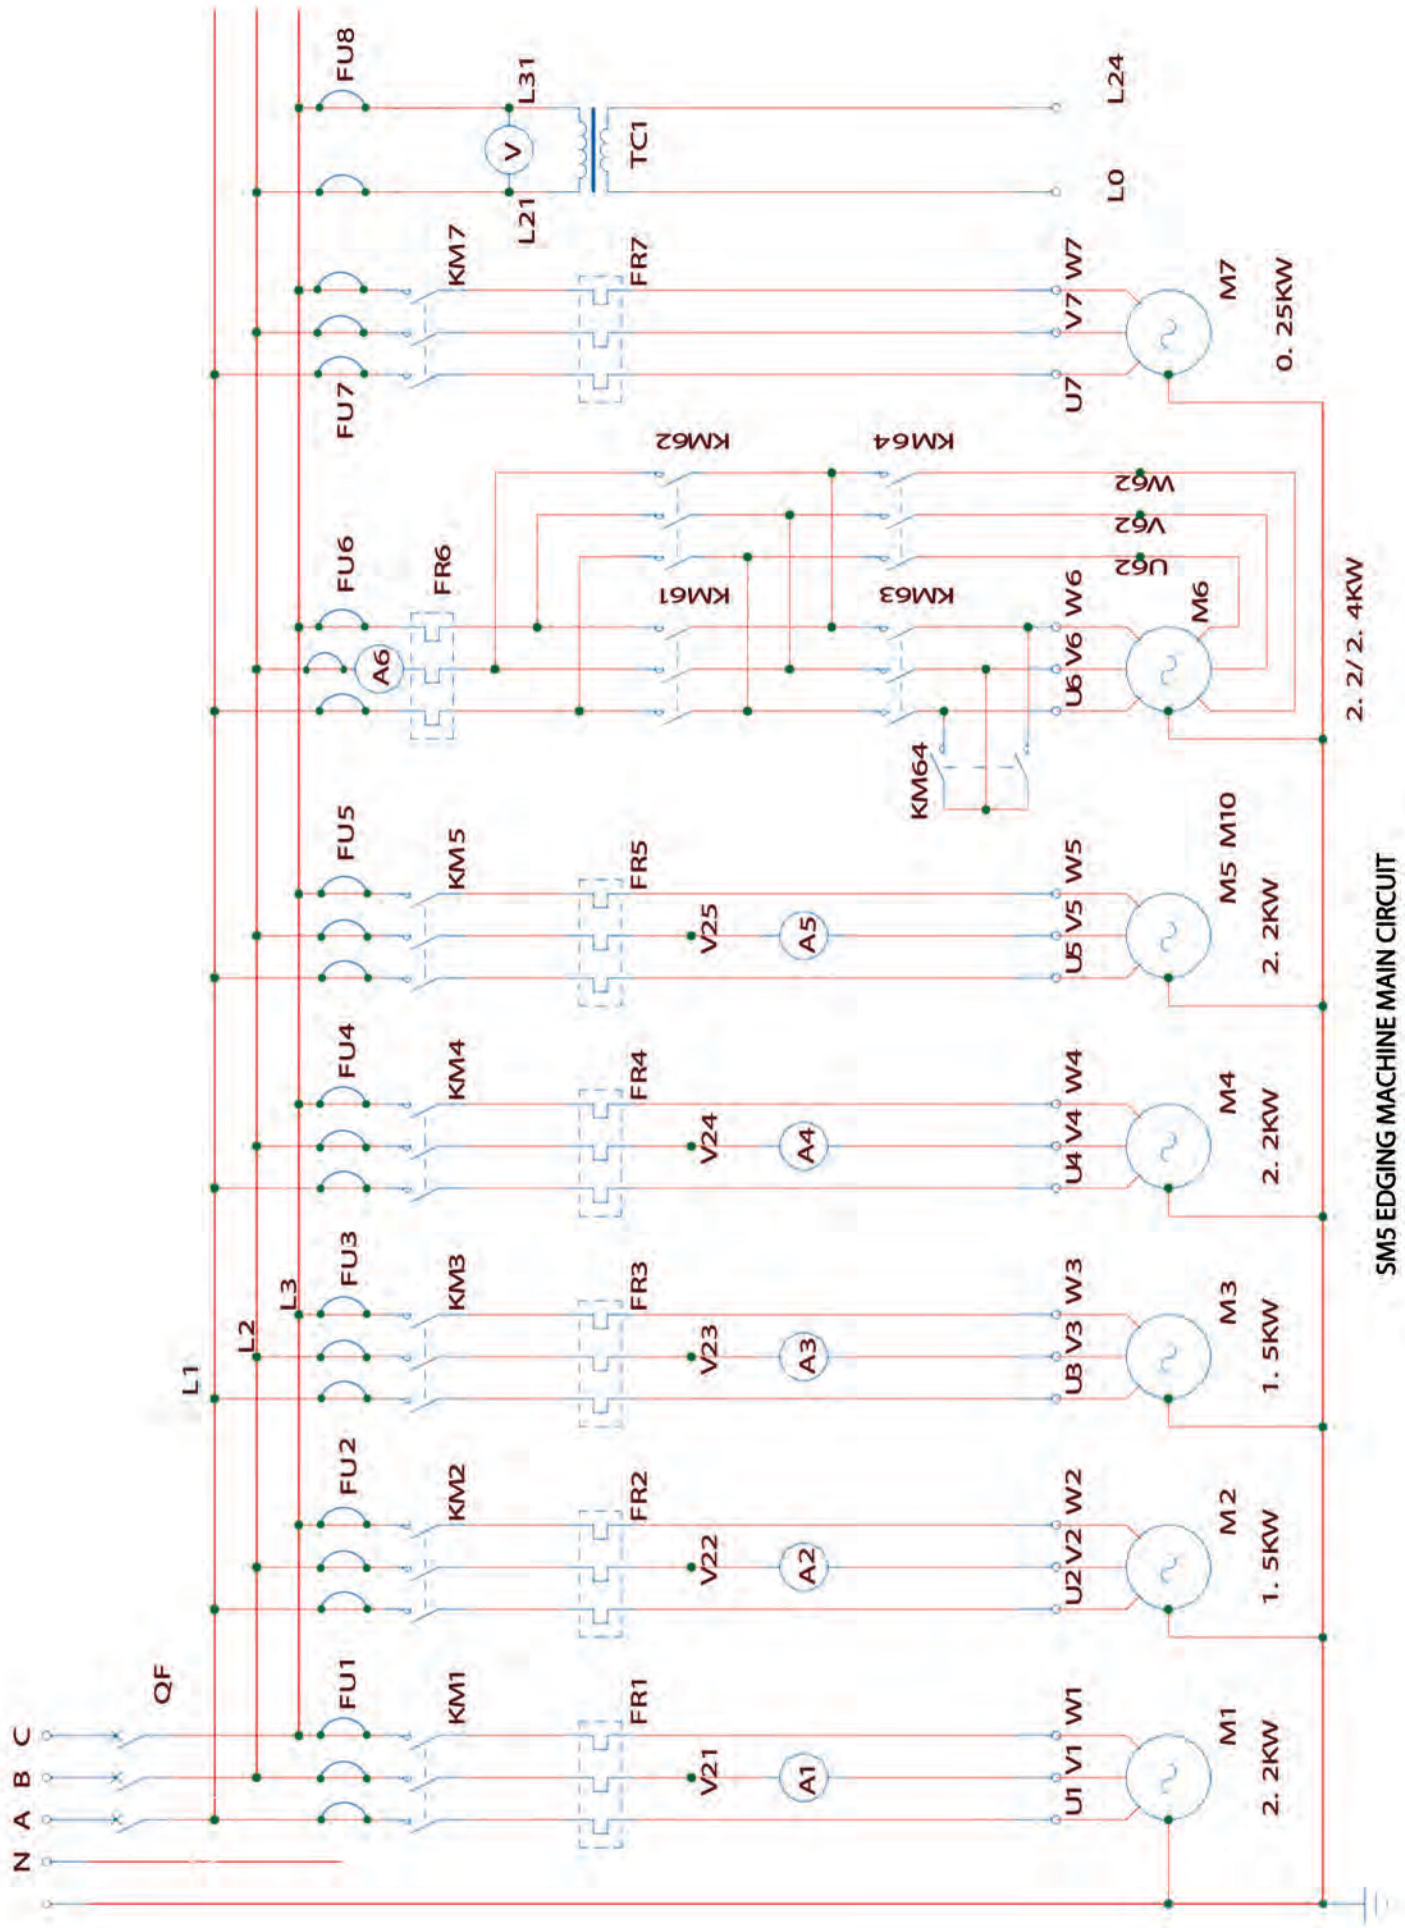 N A B C
QF
L1
L2
L3
FU1
FU2
FU3
FU4
FU5
FU6
FU7
FU8
A6
FR6
KM1
KM2
KM3
KM4
KM5
KM7
V
L21
L31
FR1
FR2
FR3
FR4
FR5
FR7
TC1
KM61
KM62
V21
V22
V23
V24
V25
A1
A2
A3
A4
A5
KM64
KM63
KM64
U1 V1 W1
U2 V2 W2
U3 V3 W3
U4 V4 W4
U5 V5 W5
U6 V6 W6
U62
V62
W62
U7 V7 W7
L0
L24
M1
M2
M3
M4
M5 M10
M6
M7
2. 2KW
1. 5KW
1. 5KW
2. 2KW
2. 2KW
2. 2/ 2. 4KW
0. 25KW
SM5 EDGING MACHINE MAIN CIRCUIT